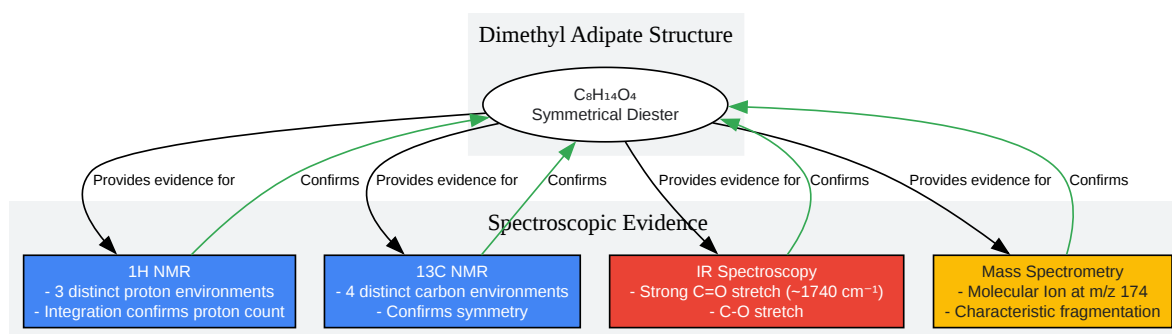 Dimethyl Adipate Structure
C₈H₁₄O₄
Symmetrical Diester
Provides evidence for
Confirms
Provides evidence for
Confirms
Provides evidence for
Confirms
Provides evidence for
Confirms
Spectroscopic Evidence
1H NMR
- 3 distinct proton environments
- Integration confirms proton count
13C NMR
- 4 distinct carbon environments
- Confirms symmetry
IR Spectroscopy
- Strong C=O stretch (~1740 cm⁻¹)
- C-O stretch
Mass Spectrometry
- Molecular Ion at m/z 174
- Characteristic fragmentation